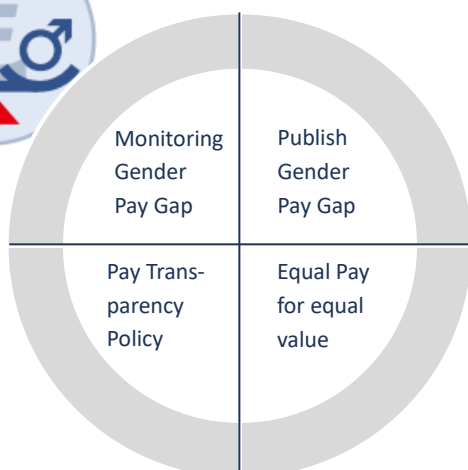 Monitoring
Gender
Pay Gap
Publish
Gender
Pay Gap
Pay Trans-
parency
Policy
Equal Pay
for equal
value